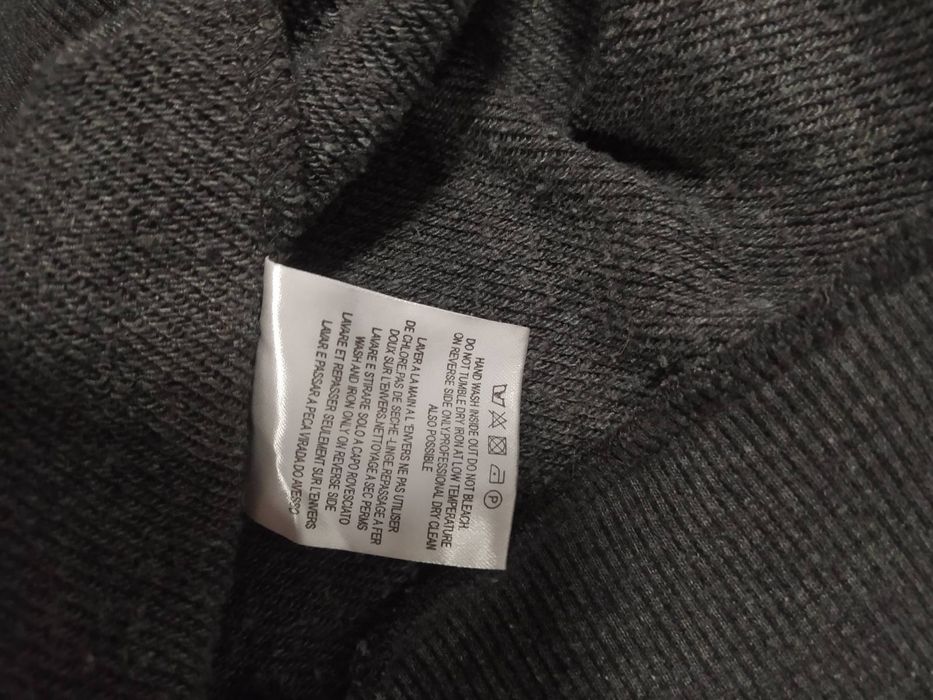 P
HAND WASH INSIDE OUT DO NOT BLEACH.
DO NOT TUMBLE DRY IRON AT LOW TEMPERATURE
ON REVERSE SIDE ONLY.PROFESSIONAL DRY CLEAN
ALSO POSSIBLE
LAVER A LA MAIN A L'ENVERS NE PAS UTILISER
DE CHLORE,PAS DE SECHE-LINGE,REPASSAGE A FER
DOUX SUR L'ENVERS.NETTOYAGE A SEC PERMS
LAVARE E STIRARE SOLO A CAPO ROVESCIATO
WASH AND IRON ONLY ON REVERSE SIDE
LAVARE ET REPASSER SEULEMENT SUR L'ENVERS
LAVAR E PASSAR A PECA VIRADA DO AVESSO